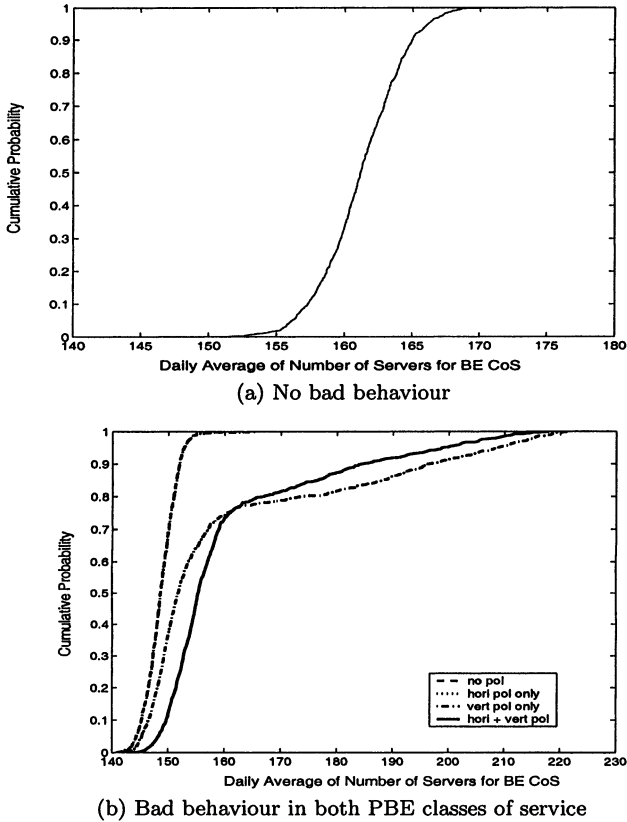 1
0.9
0.8
0.7
0.6
0.5
0.4
0.3
0.2
0.1
0
Cumulative Probability
140 145 150 155 160 165 170 175 180
Daily Average of Number of Servers for BE CoS
(a) No bad behaviour
1
0.9
0.8
0.7
0.6
0.5
0.4
0.3
0.2
0.1
0
Cumulative Probability
no pol
hori pol only
vert pol only
hori + vert pol
140 150 160 170 180 190 200 210 220 230
Daily Average of Number of Servers for BE CoS
(b) Bad behaviour in both PBE classes of service